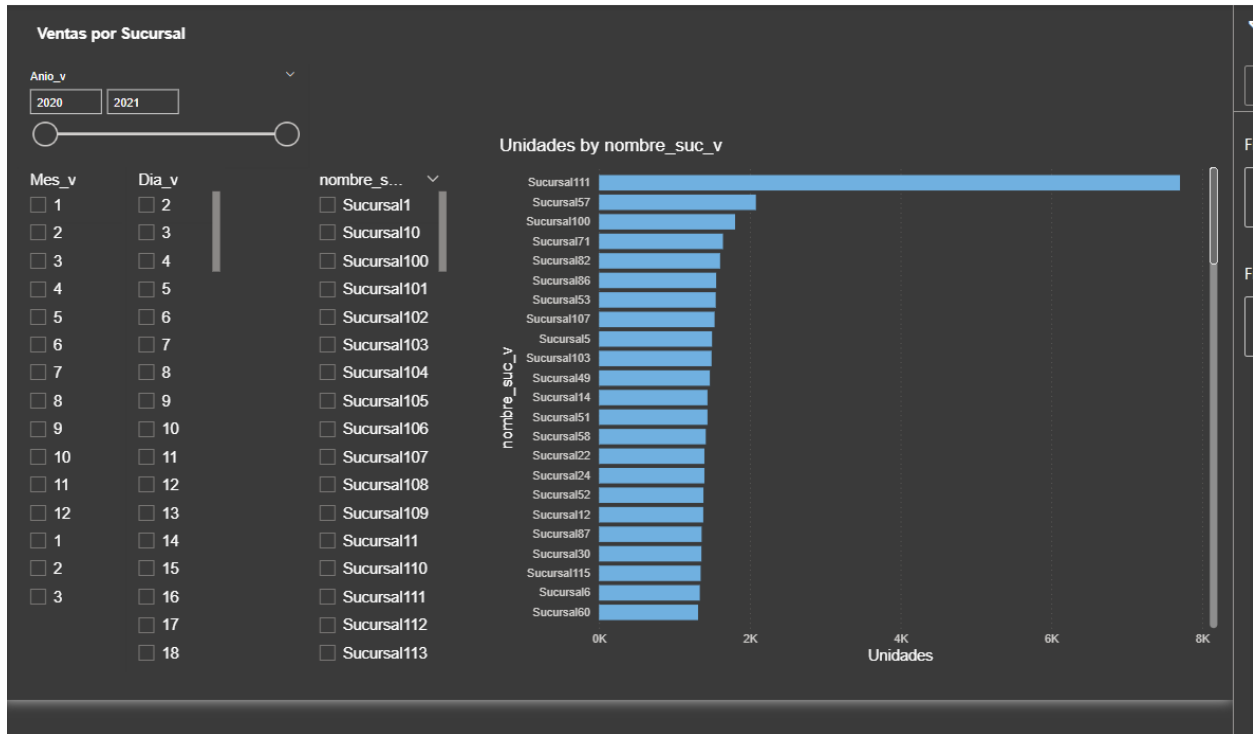 Ventas por Sucursal
Anio_v
2020 2021
Mes_v
1
2
3
4
5
6
7
8
9
10
11
12
1
2
3
Dia_v
2
3
4
5
6
7
8
9
10
11
12
13
14
15
16
17
18
nombre_s...
Sucursal1
Sucursal10
Sucursal100
Sucursal101
Sucursal102
Sucursal103
Sucursal104
Sucursal105
Sucursal106
Sucursal107
Sucursal108
Sucursal109
Sucursal11
Sucursal110
Sucursal111
Sucursal112
Sucursal113
Unidades by nombre_suc_v
nombre_suc_v
Sucursal111
Sucursal57
Sucursal100
Sucursal71
Sucursal82
Sucursal86
Sucursal53
Sucursal107
Sucursal5
Sucursal103
Sucursal49
Sucursal14
Sucursal51
Sucursal58
Sucursal22
Sucursal24
Sucursal52
Sucursal12
Sucursal87
Sucursal30
Sucursal115
Sucursal6
Sucursal60
0K 2K 4K 6K 8K
Unidades
F
F